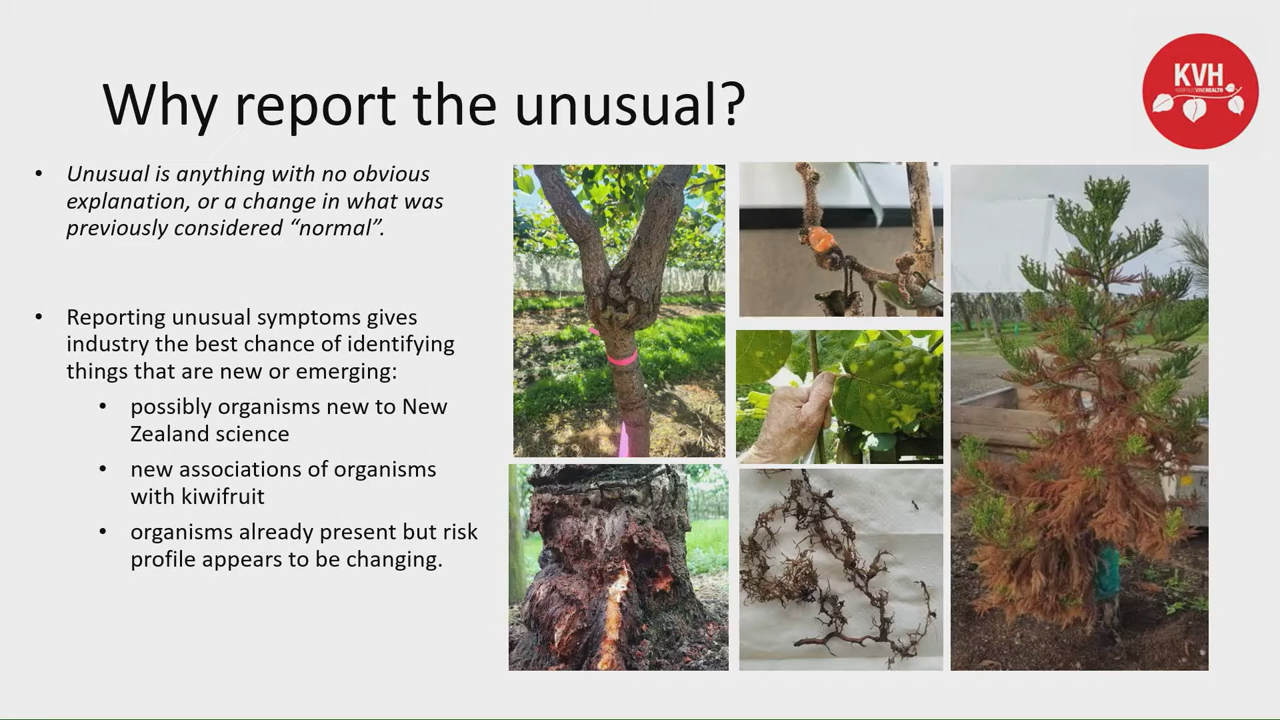 Why report the unusual?
KVH
KIWIFRUIT VINE HEALTH
• Unusual is anything with no obvious
explanation, or a change in what was
previously considered “normal”.
• Reporting unusual symptoms gives
industry the best chance of identifying
things that are new or emerging:
• possibly organisms new to New
Zealand science
• new associations of organisms
with kiwifruit
• organisms already present but risk
profile appears to be changing.